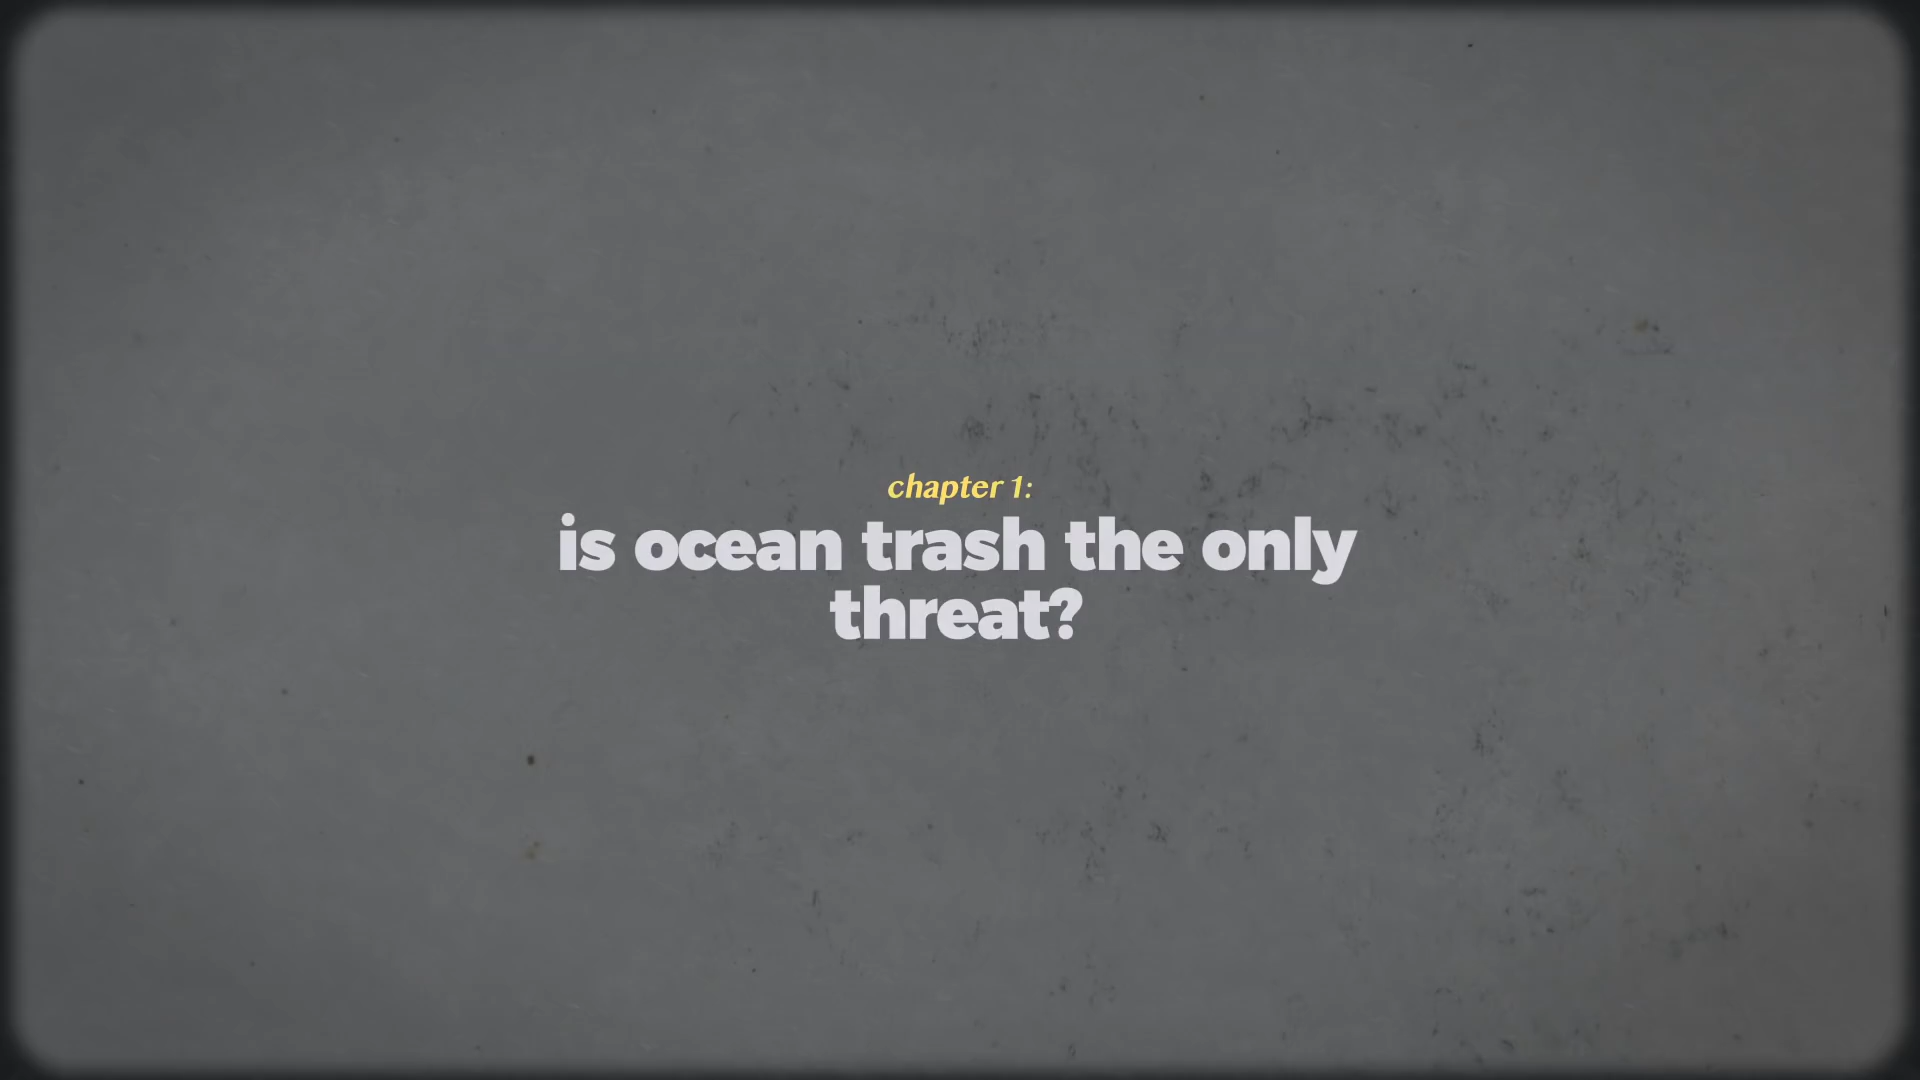 chapter 1:
is ocean trash the only
threat?